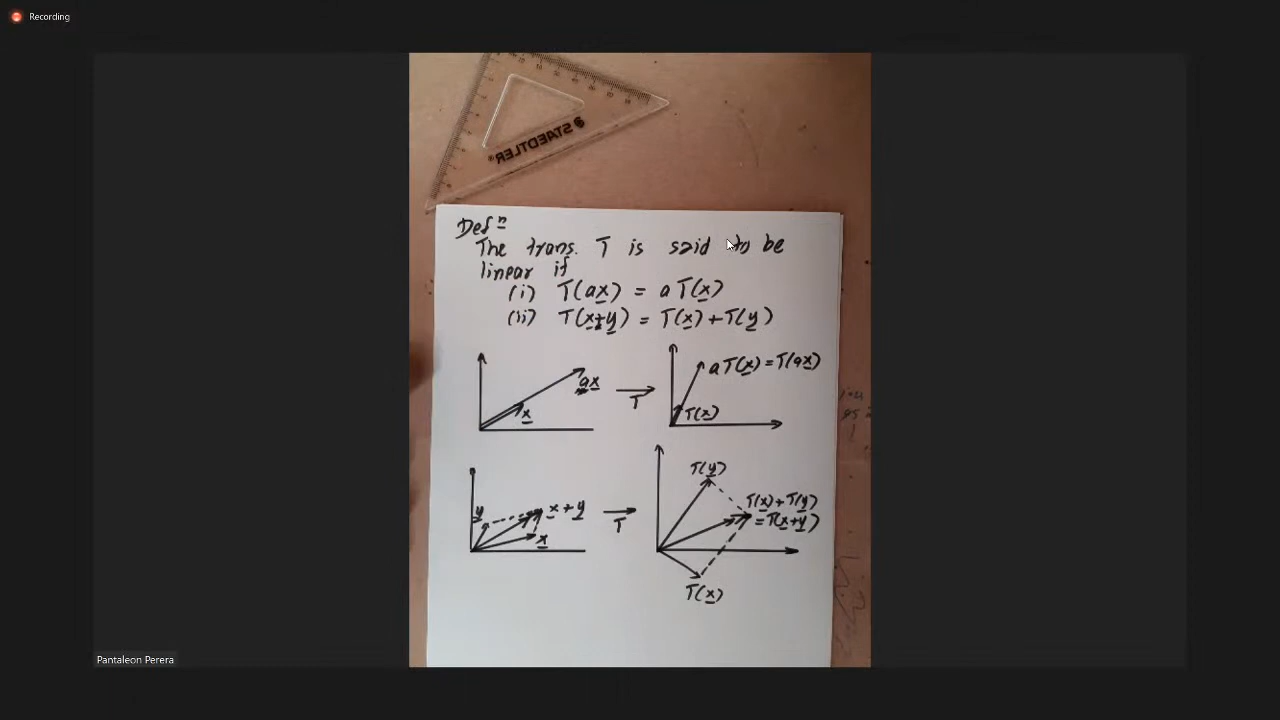 Recording
STAEDTLER®
Defⁿ
The trans. T is said to be
linear if
(i) T(ax) = aT(x)
(ii) T(x+y) = T(x)+T(y)
ax
x
T
aT(x)=T(ax)
T(x)
y
x+y
x
T
T(y)
T(x)+T(y)
=T(x+y)
T(x)
Pantaleon Perera